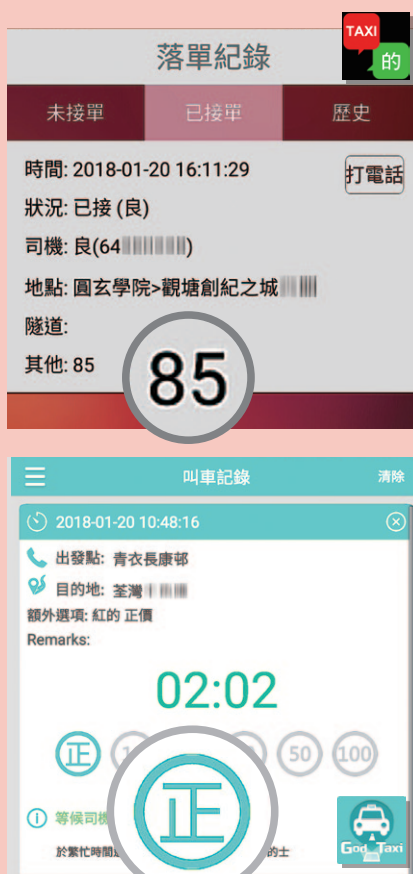 TAXI
的
落單紀錄
未接單
已接單
歷史
時間: 2018-01-20 16:11:29
打電話
狀況: 已接 (良)
司機: 良(64
地點: 圓玄學院>觀塘創紀之城
隧道:
其他: 85
85
叫車記錄
清除
2018-01-20 10:48:16
出發點: 青衣長康邨
目的地: 荃灣
額外選項: 紅的 正價
Remarks:
02:02
正
50
100
正
等候司機
於繁忙時間
的士
God Taxi